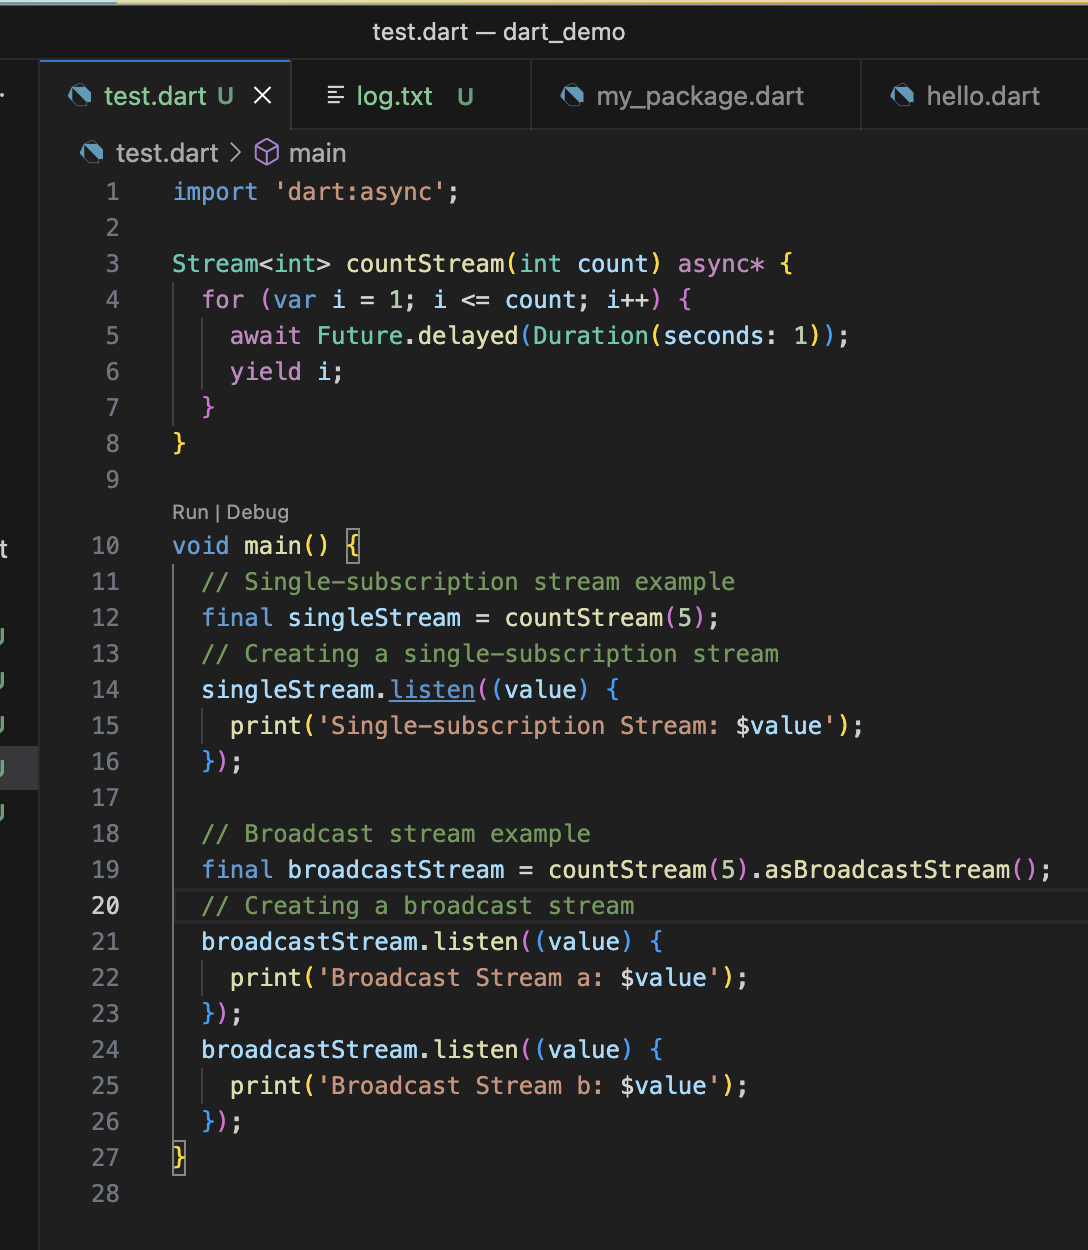 test.dart — dart_demo
test.dart U
log.txt U
my_package.dart
hello.dart
test.dart > main
1 import 'dart:async';
2
3 Stream<int> countStream(int count) async* {
4   for (var i = 1; i <= count; i++) {
5     await Future.delayed(Duration(seconds: 1));
6     yield i;
7   }
8 }
9
Run | Debug
10 void main() {
11   // Single-subscription stream example
12   final singleStream = countStream(5);
13   // Creating a single-subscription stream
14   singleStream.listen((value) {
15     print('Single-subscription Stream: $value');
16   });
17
18   // Broadcast stream example
19   final broadcastStream = countStream(5).asBroadcastStream();
20   // Creating a broadcast stream
21   broadcastStream.listen((value) {
22     print('Broadcast Stream a: $value');
23   });
24   broadcastStream.listen((value) {
25     print('Broadcast Stream b: $value');
26   });
27 }
28